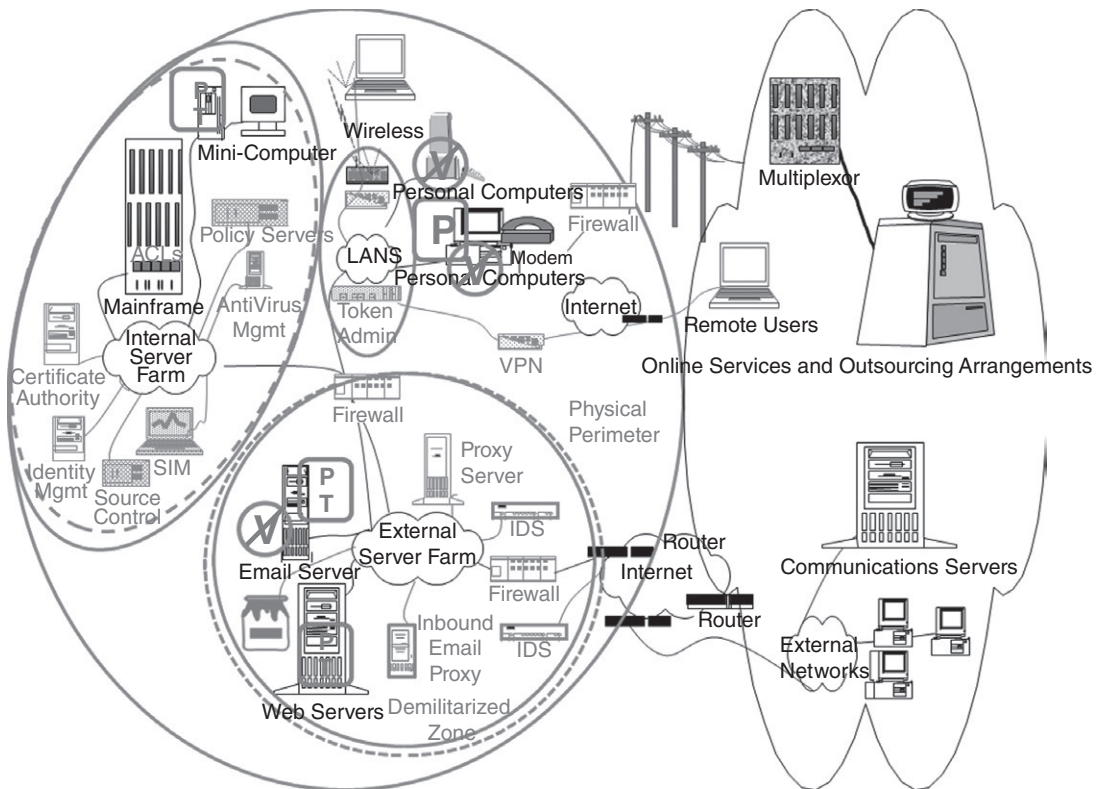 P
Mini-Computer
Wireless
V
Personal Computers
Multiplexor
Firewall
Policy Servers
P
ACLs
LANS
Modem
V
Personal Computers
Mainframe
AntiVirus
Mgmt
Token
Admin
Internet
Remote Users
Internal
Server
Farm
VPN
Online Services and Outsourcing Arrangements
Certificate
Authority
Firewall
Physical
Perimeter
Identity
Mgmt
SIM
Source
Control
Proxy
Server
P
T
V
External
Server Farm
IDS
Router
Email Server
Internet
Communications Servers
Firewall
Router
Inbound
Email
Proxy
IDS
P
External
Networks
Web Servers
Demilitarized
Zone